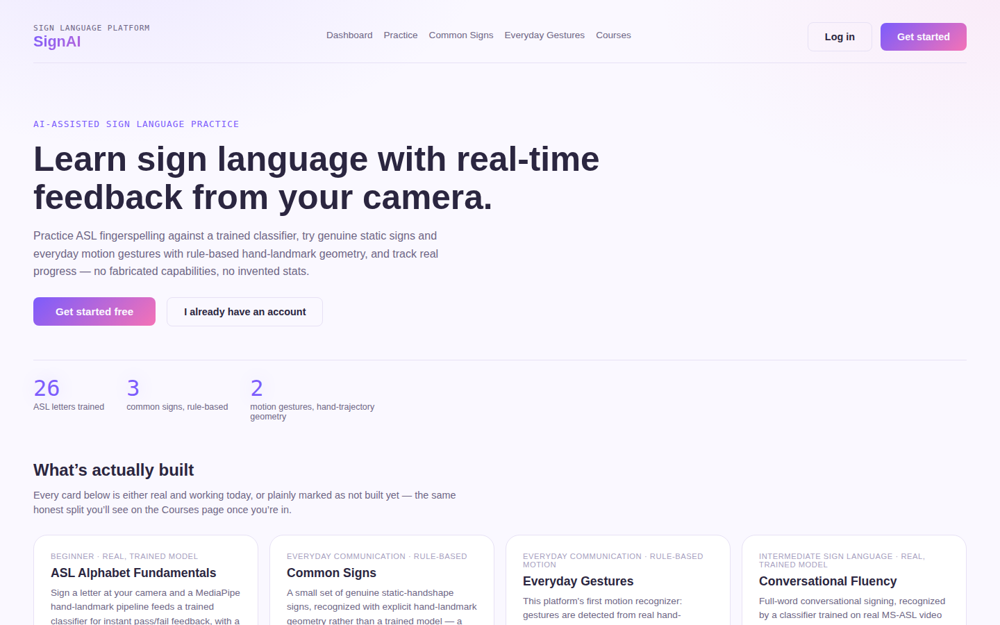 SIGN LANGUAGE PLATFORM
SignAI
Dashboard Practice Common Signs Everyday Gestures Courses
Log in
Get started
AI-ASSISTED SIGN LANGUAGE PRACTICE
Learn sign language with real-time
feedback from your camera.
Practice ASL fingerspelling against a trained classifier, try genuine static signs and
everyday motion gestures with rule-based hand-landmark geometry, and track real
progress — no fabricated capabilities, no invented stats.
Get started free
I already have an account
26
ASL letters trained
3
common signs, rule-based
2
motion gestures, hand-trajectory
geometry
What’s actually built
Every card below is either real and working today, or plainly marked as not built yet — the same
honest split you’ll see on the Courses page once you’re in.
BEGINNER · REAL, TRAINED MODEL
ASL Alphabet Fundamentals
Sign a letter at your camera and a MediaPipe
hand-landmark pipeline feeds a trained
classifier for instant pass/fail feedback, with a
EVERYDAY COMMUNICATION · RULE-BASED
Common Signs
A small set of genuine static-handshape
signs, recognized with explicit hand-landmark
geometry rather than a trained model — a
EVERYDAY COMMUNICATION · RULE-BASED
MOTION
Everyday Gestures
This platform's first motion recognizer:
gestures are detected from real hand-
INTERMEDIATE SIGN LANGUAGE · REAL,
TRAINED MODEL
Conversational Fluency
Full-word conversational signing, recognized
by a classifier trained on real MS-ASL video